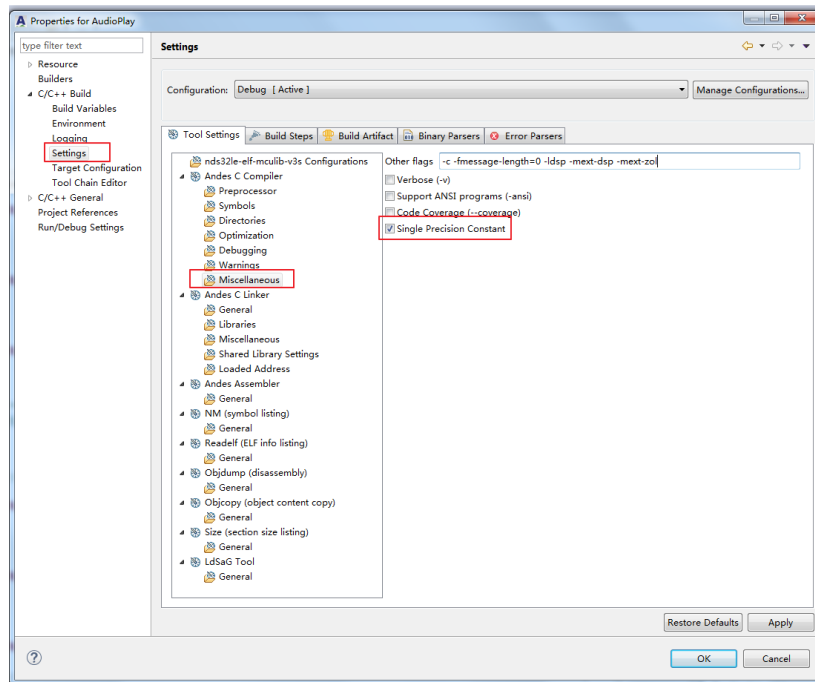 Properties for AudioPlay
type filter text
Resource
Builders
C/C++ Build
Build Variables
Environment
Logging
Settings
Target Configuration
Tool Chain Editor
C/C++ General
Project References
Run/Debug Settings
Settings
Configuration:
Debug [ Active ]
Manage Configurations...
Tool Settings
Build Steps
Build Artifact
Binary Parsers
Error Parsers
nds32le-elf-mculib-v3s Configurations
Andes C Compiler
Preprocessor
Symbols
Directories
Optimization
Debugging
Warnings
Miscellaneous
Andes C Linker
General
Libraries
Miscellaneous
Shared Library Settings
Loaded Address
Andes Assembler
General
NM (symbol listing)
General
Readelf (ELF info listing)
General
Objdump (disassembly)
General
Objcopy (object content copy)
General
Size (section size listing)
General
LdSaG Tool
General
Other flags -c -fmessage-length=0 -ldsp -mext-dsp -mext-zol
Verbose (-v)
Support ANSI programs (-ansi)
Code Coverage (--coverage)
Single Precision Constant
Restore Defaults
Apply
OK
Cancel